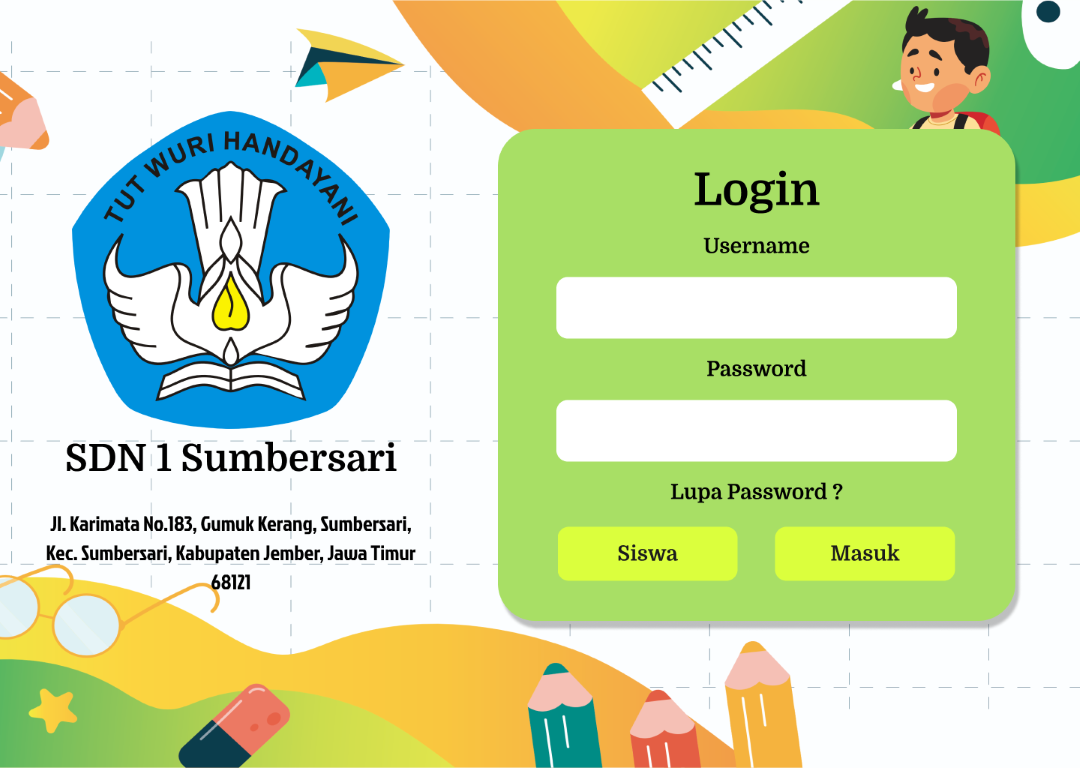 TUT WURI HANDAYANI
SDN 1 Sumbersari
Jl. Karimata No.183, Gumuk Kerang, Sumbersari,
Kec. Sumbersari, Kabupaten Jember, Jawa Timur
68121
Login
Username
Password
Lupa Password ?
Siswa
Masuk